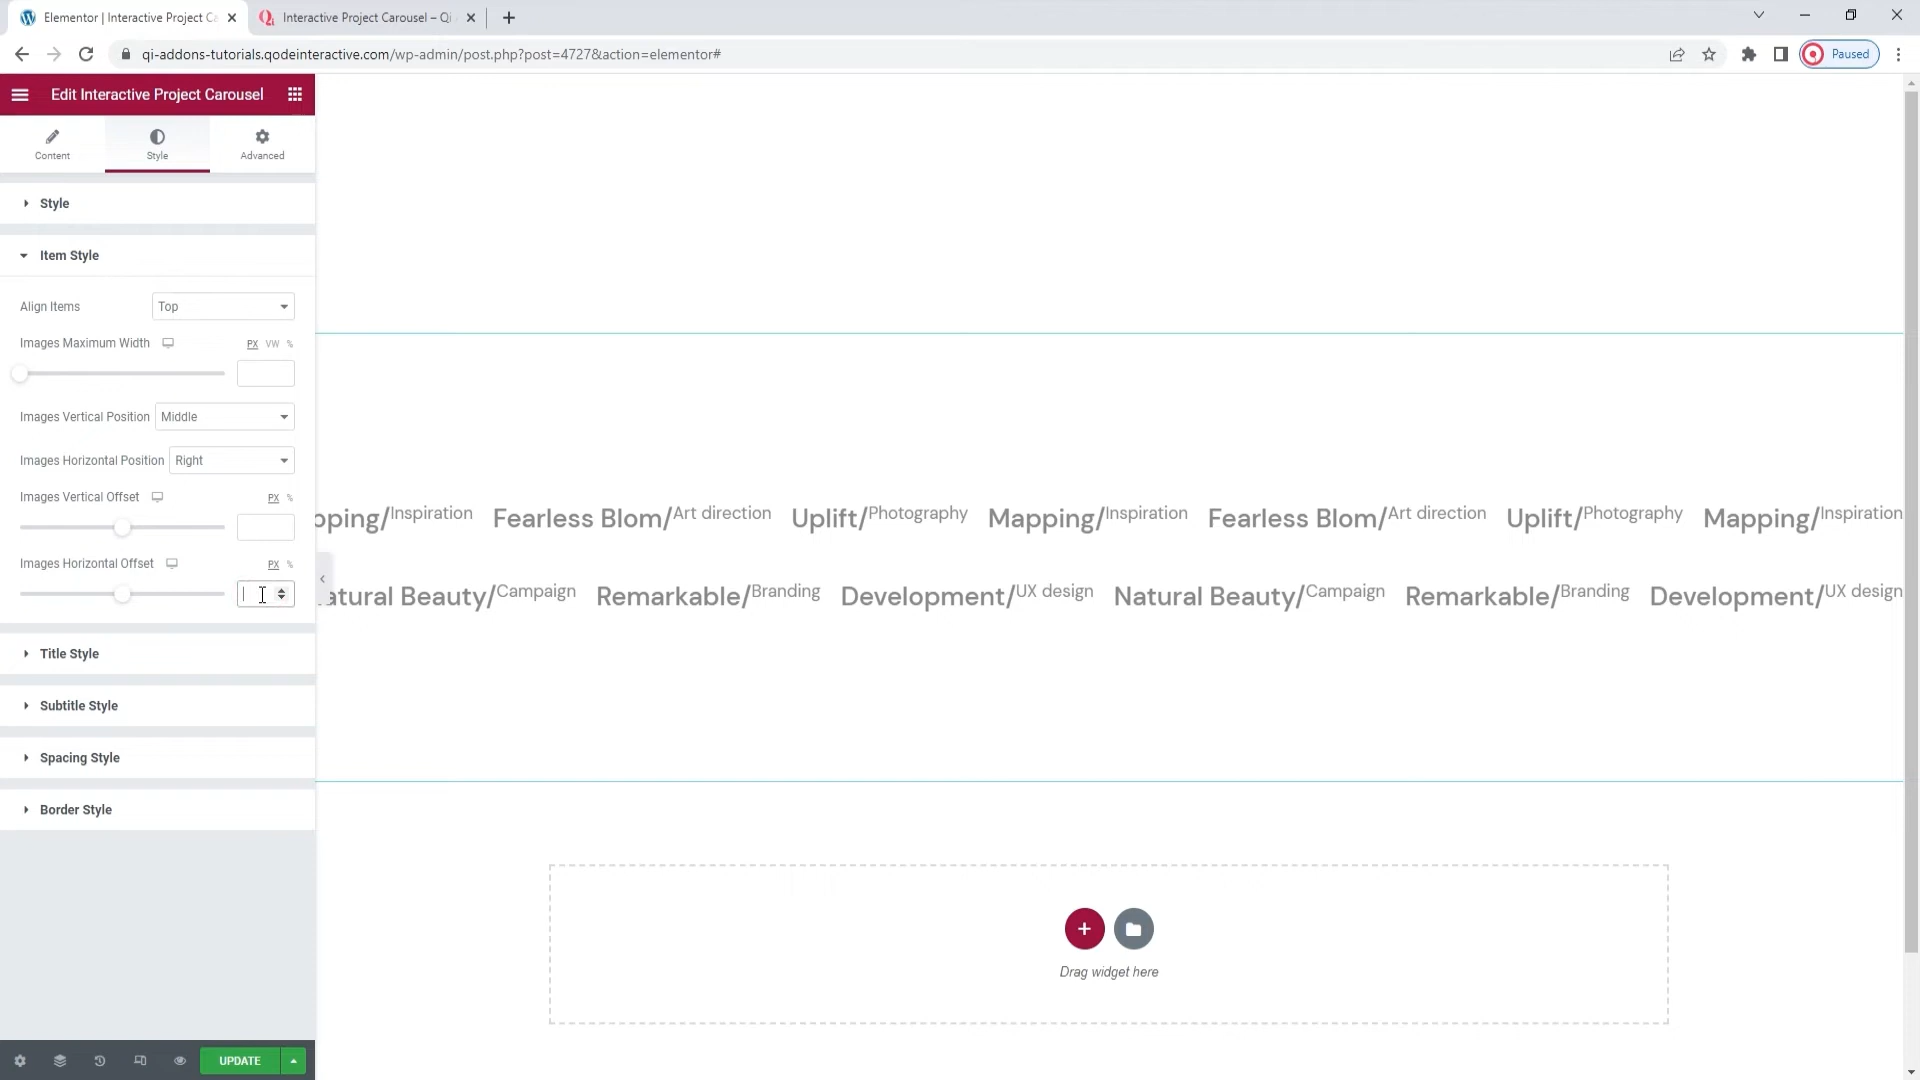 Elementor | Interactive Project Ca
Interactive Project Carousel – Qi
qi-addons-tutorials.qodeinteractive.com/wp-admin/post.php?post=4727&action=elementor#
Paused
Edit Interactive Project Carousel
Content
Style
Advanced
Style
Item Style
Align Items
Top
Images Maximum Width
PX VW %
Images Vertical Position
Middle
Images Horizontal Position
Right
Images Vertical Offset
PX %
Images Horizontal Offset
PX %
Title Style
Subtitle Style
Spacing Style
Border Style
UPDATE
pping/Inspiration Fearless Blom/Art direction Uplift/Photography Mapping/Inspiration Fearless Blom/Art direction Uplift/Photography Mapping/Inspiration
atural Beauty/Campaign Remarkable/Branding Development/UX design Natural Beauty/Campaign Remarkable/Branding Development/UX design
Drag widget here